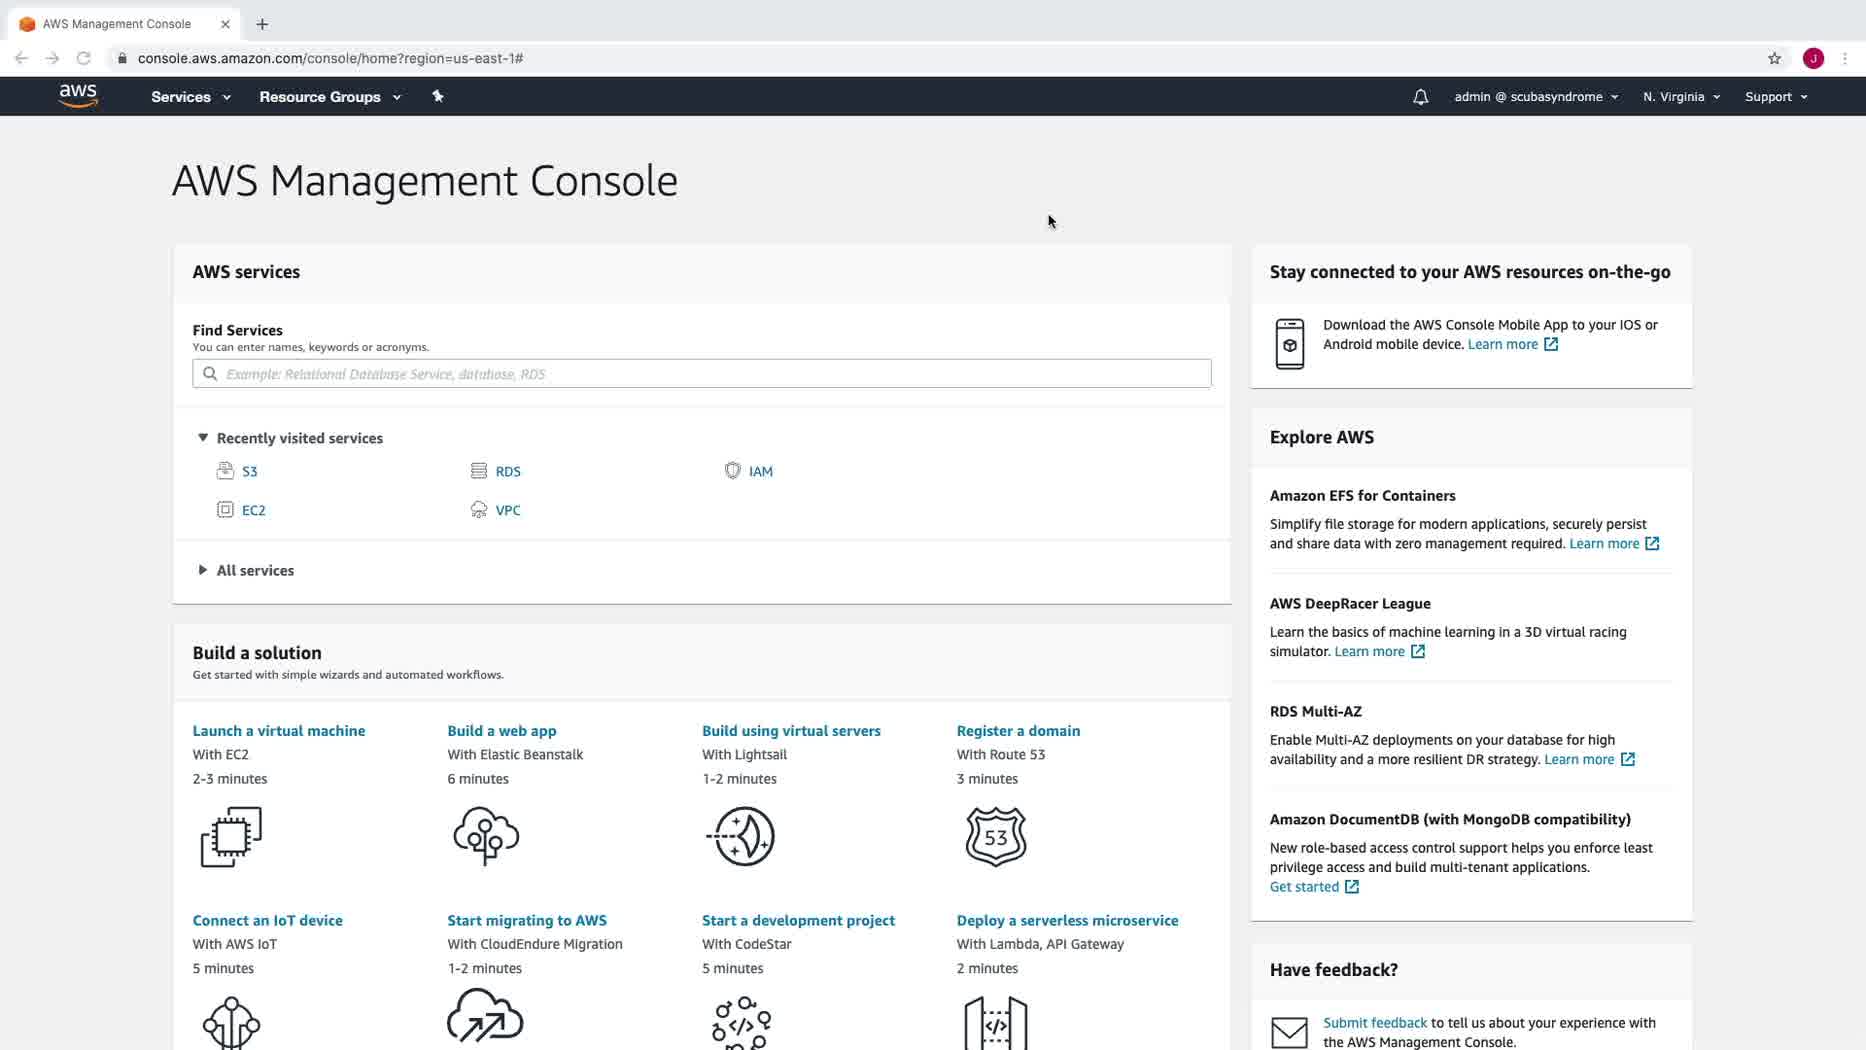 AWS Management Console
console.aws.amazon.com/console/home?region=us-east-1#
J
aws
Services
Resource Groups
admin @ scubasyndrome
N. Virginia
Support
AWS Management Console
AWS services
Find Services
You can enter names, keywords or acronyms.
Example: Relational Database Service, database, RDS
Recently visited services
S3
RDS
IAM
EC2
VPC
All services
Build a solution
Get started with simple wizards and automated workflows.
Launch a virtual machine
With EC2
2-3 minutes
Build a web app
With Elastic Beanstalk
6 minutes
Build using virtual servers
With Lightsail
1-2 minutes
Register a domain
With Route 53
3 minutes
53
Connect an IoT device
With AWS IoT
5 minutes
Start migrating to AWS
With CloudEndure Migration
1-2 minutes
Start a development project
With CodeStar
5 minutes
</>
Deploy a serverless microservice
With Lambda, API Gateway
2 minutes
</>
Stay connected to your AWS resources on-the-go
Download the AWS Console Mobile App to your IOS or
Android mobile device. Learn more
Explore AWS
Amazon EFS for Containers
Simplify file storage for modern applications, securely persist
and share data with zero management required. Learn more
AWS DeepRacer League
Learn the basics of machine learning in a 3D virtual racing
simulator. Learn more
RDS Multi-AZ
Enable Multi-AZ deployments on your database for high
availability and a more resilient DR strategy. Learn more
Amazon DocumentDB (with MongoDB compatibility)
New role-based access control support helps you enforce least
privilege access and build multi-tenant applications.
Get started
Have feedback?
Submit feedback to tell us about your experience with
the AWS Management Console.